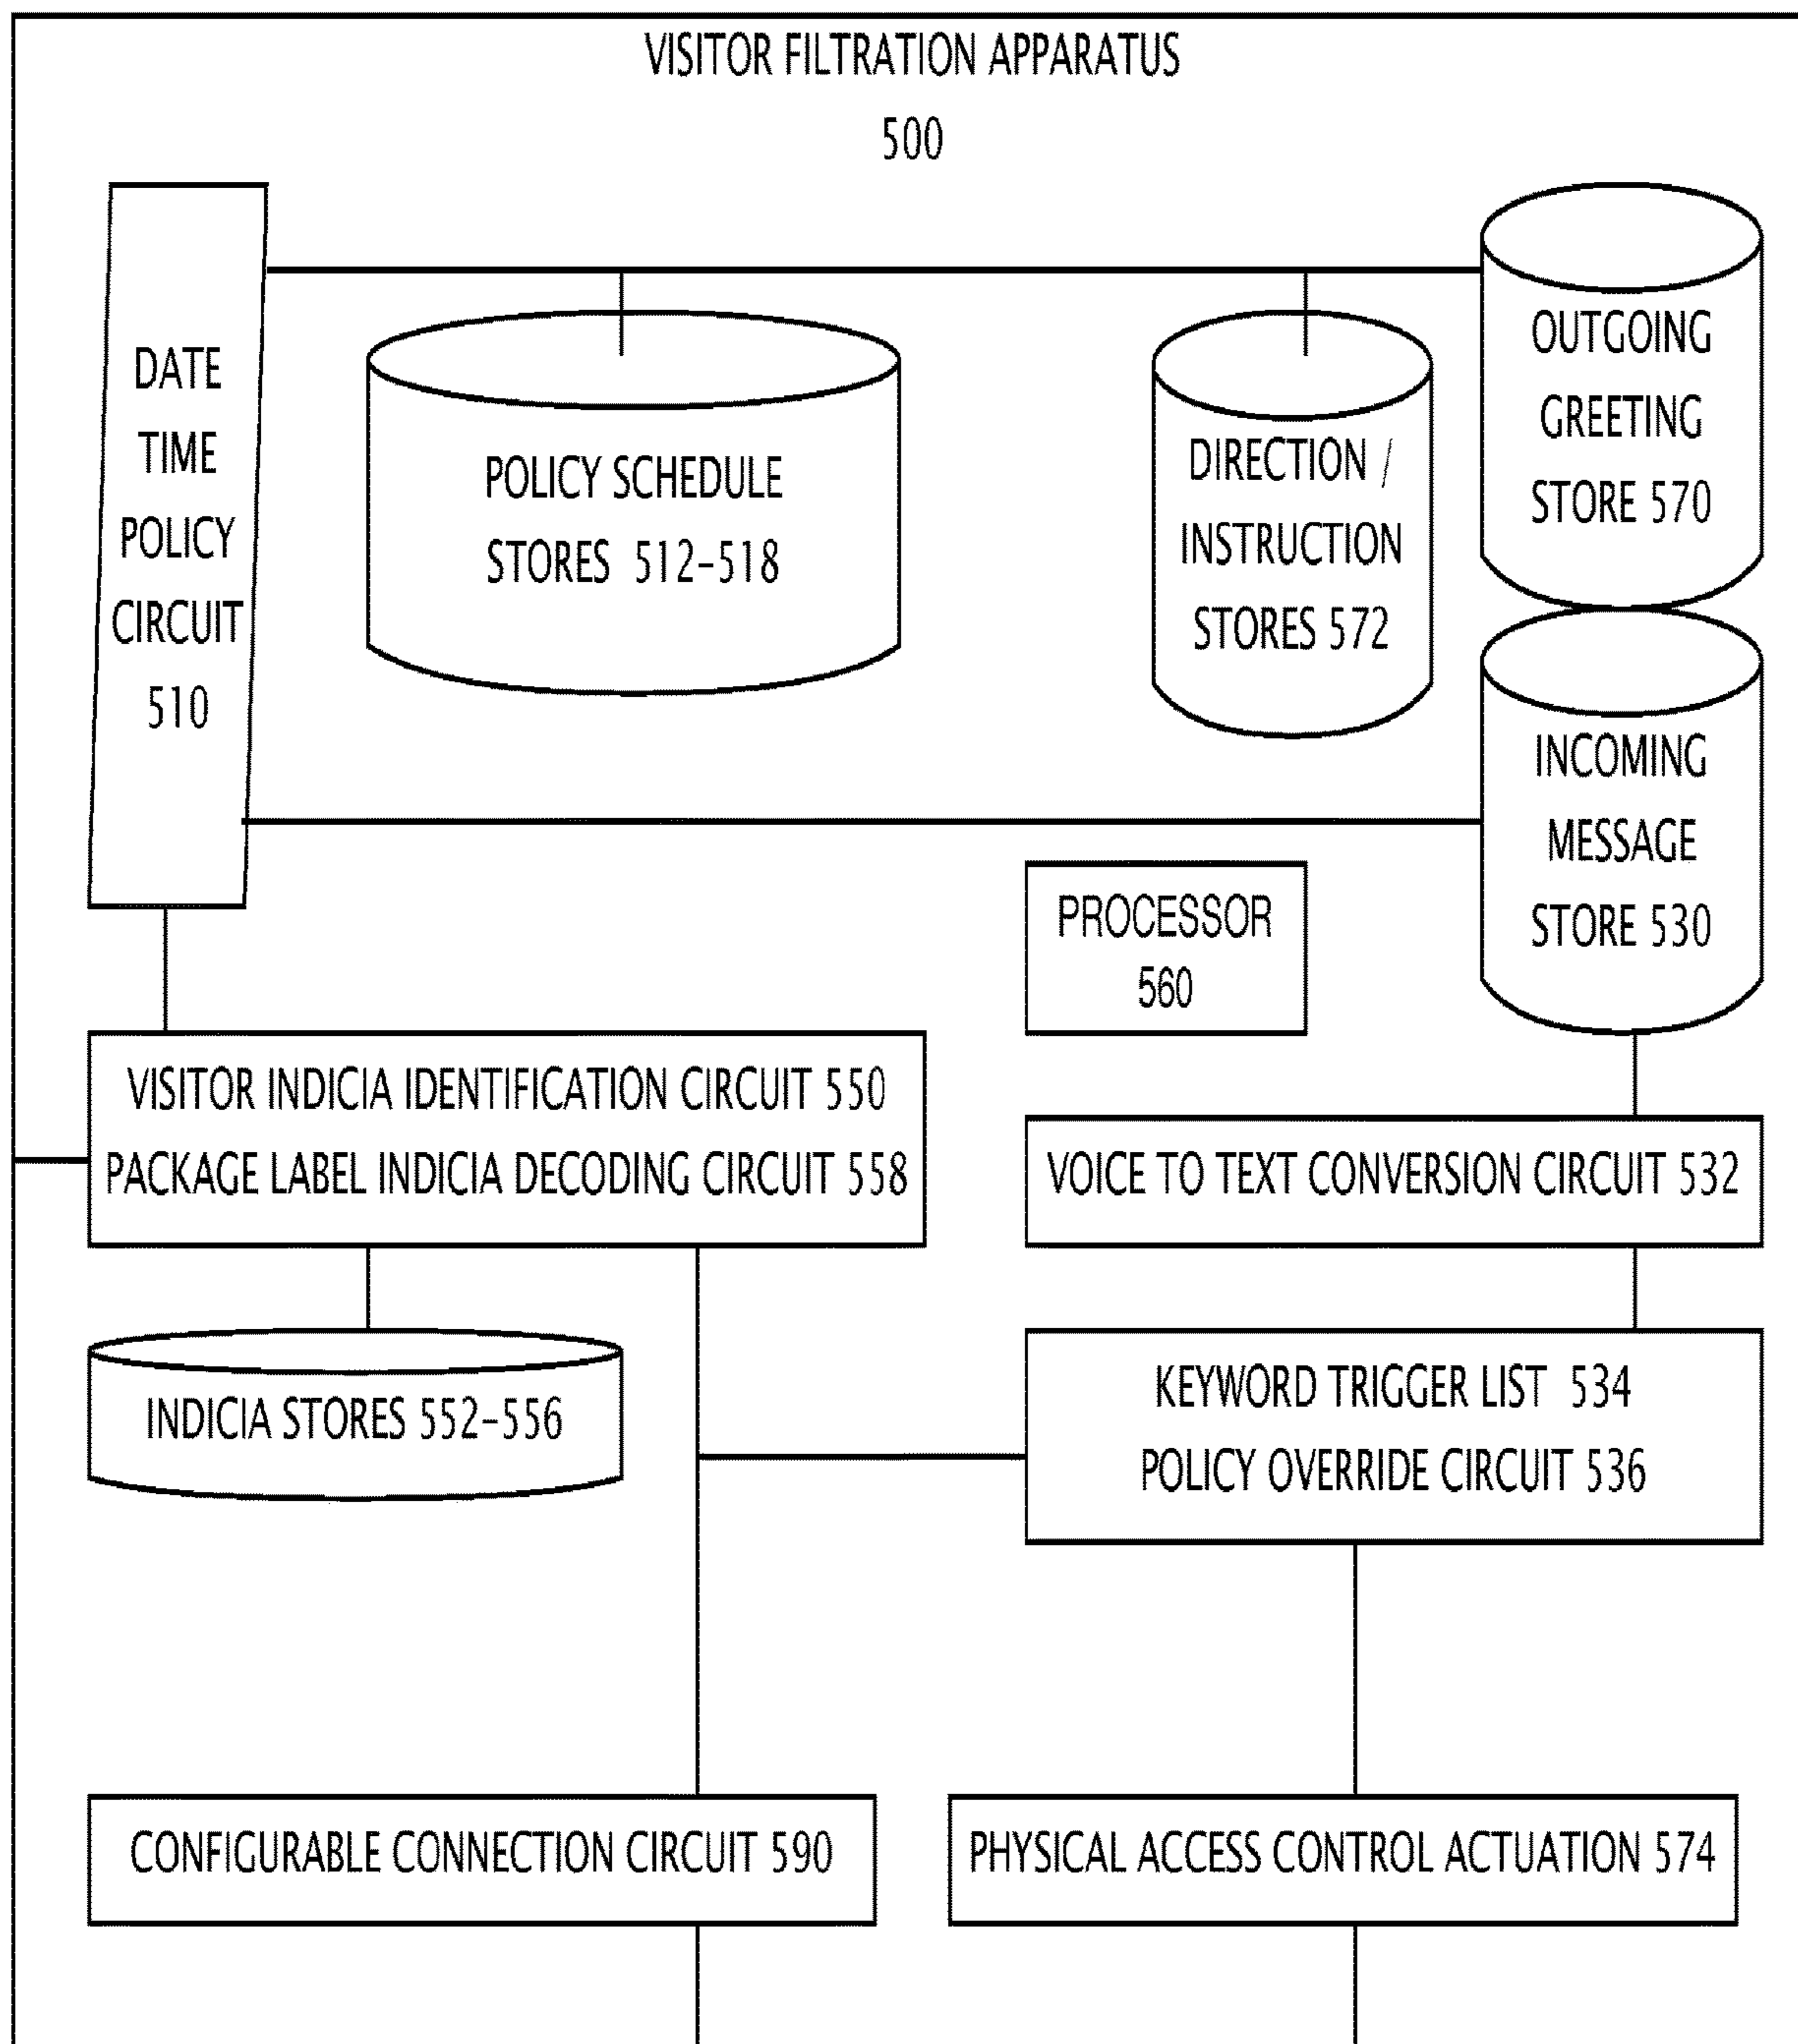 VISITOR FILTRATION APPARATUS
500
DATE
TIME
POLICY
CIRCUIT
510
POLICY SCHEDULE
STORES 512-518
DIRECTION /
INSTRUCTION
STORES 572
OUTGOING
GREETING
STORE 570
INCOMING
MESSAGE
STORE 530
PROCESSOR
560
VISITOR INDICIA IDENTIFICATION CIRCUIT 550
PACKAGE LABEL INDICIA DECODING CIRCUIT 558
VOICE TO TEXT CONVERSION CIRCUIT 532
INDICIA STORES 552-556
KEYWORD TRIGGER LIST 534
POLICY OVERRIDE CIRCUIT 536
CONFIGURABLE CONNECTION CIRCUIT 590
PHYSICAL ACCESS CONTROL ACTUATION 574